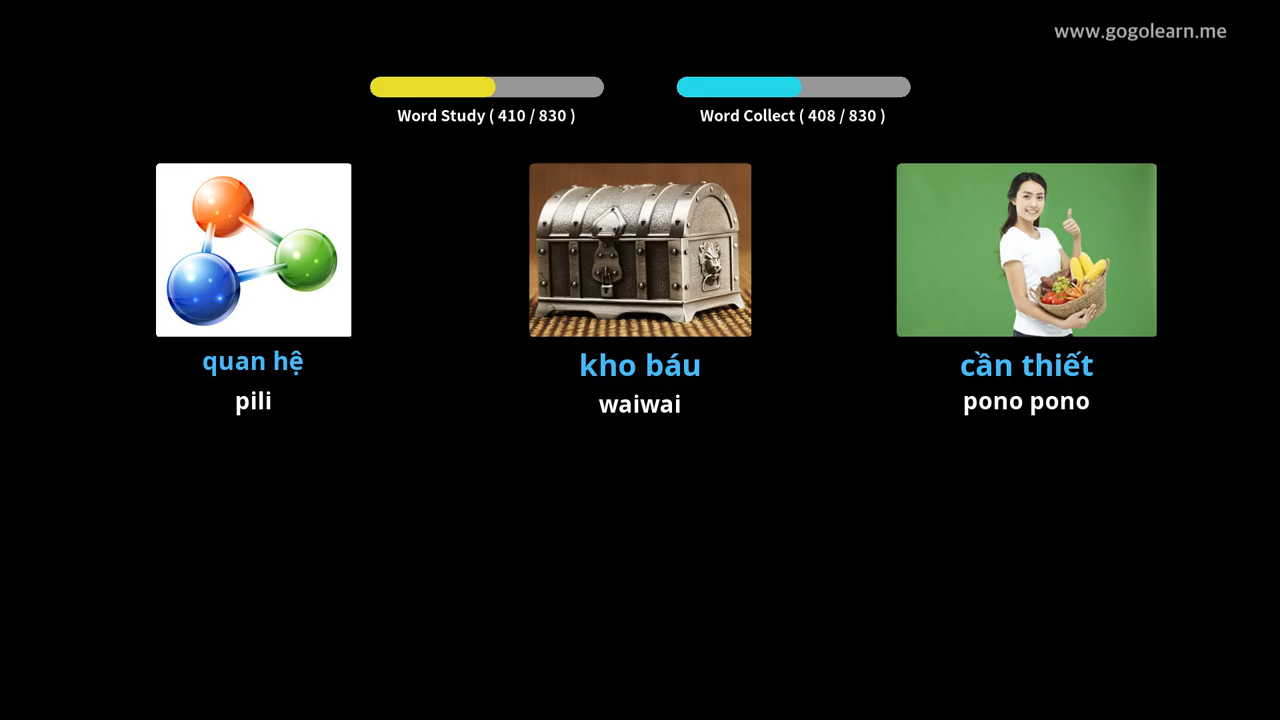 www.gogolearn.me
Word Study ( 410 / 830 )
Word Collect ( 408 / 830 )
quan hệ
pili
kho báu
waiwai
cần thiết
pono pono